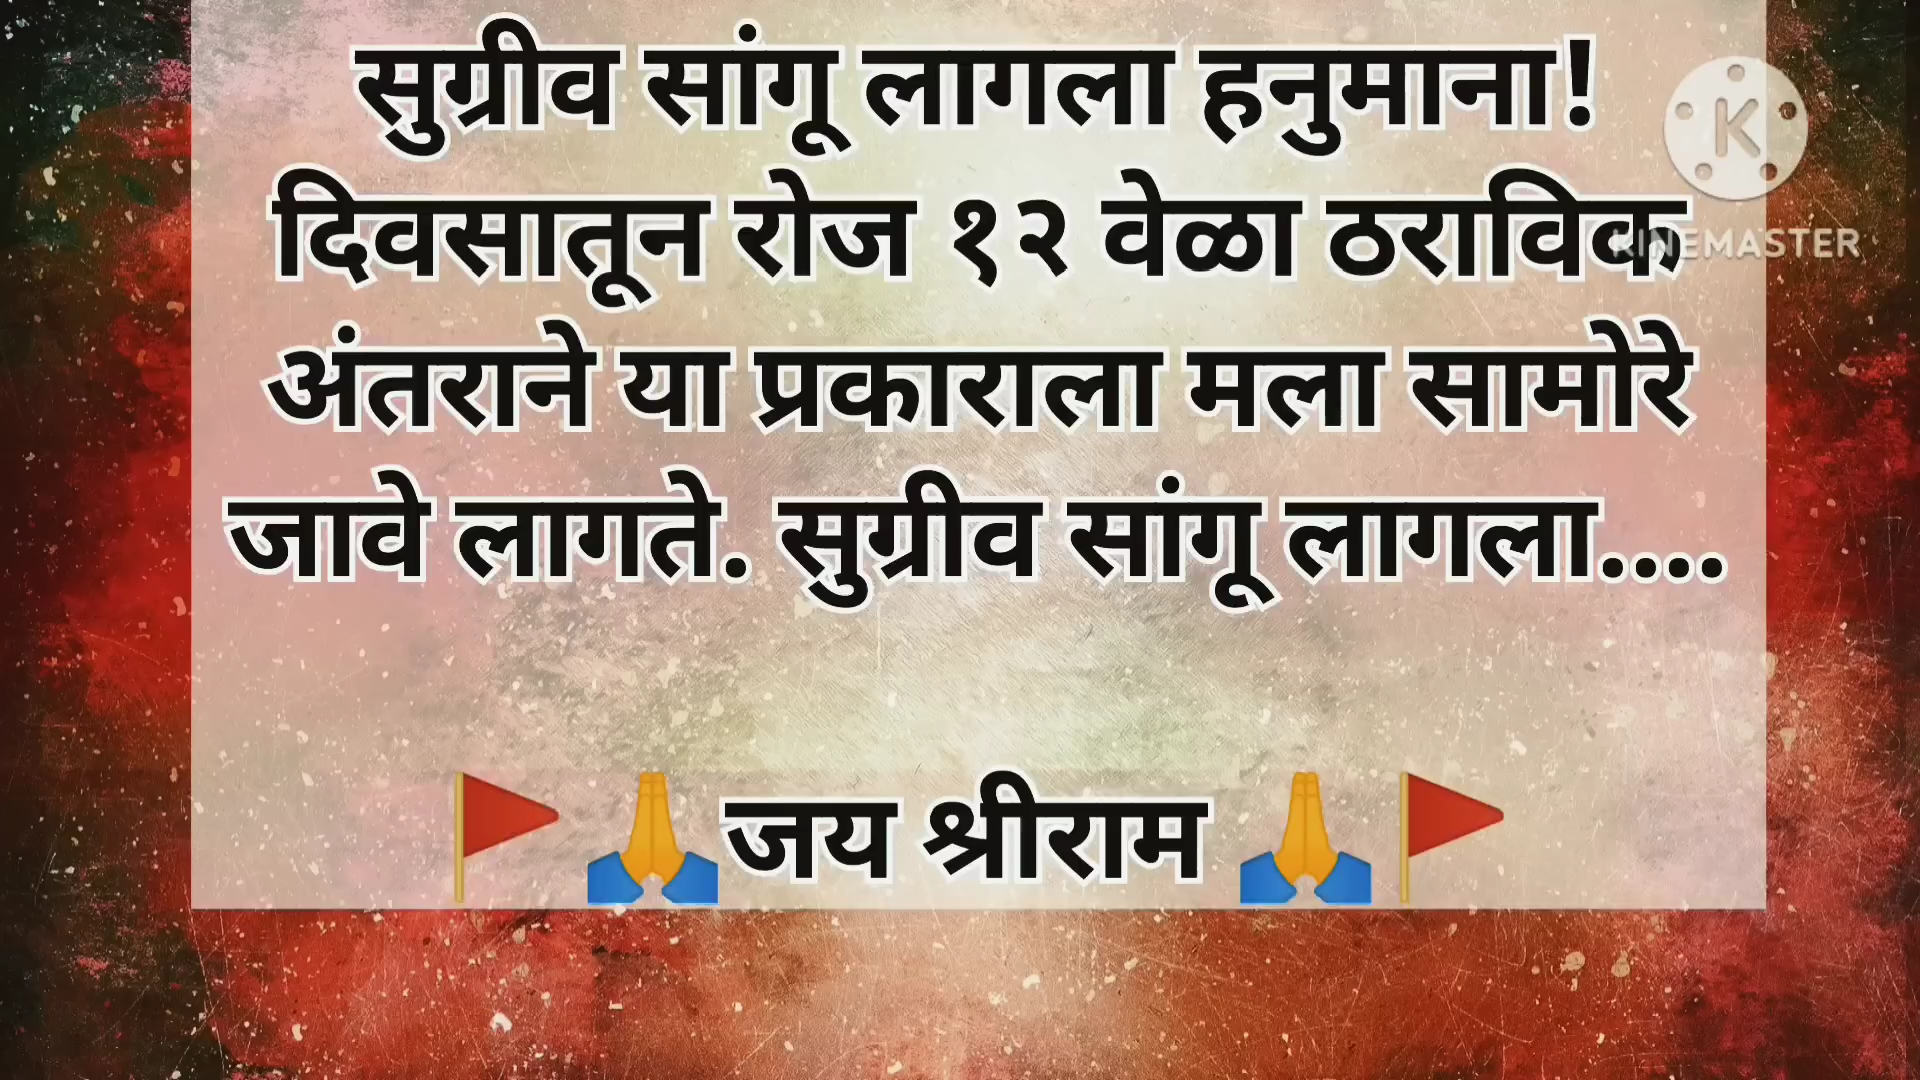 सुग्रीव सांगू लागला हनुमाना!
दिवसातून रोज १२ वेळा ठराविक
अंतराने या प्रकाराला मला सामोरे
जावे लागते. सुग्रीव सांगू लागला....
🚩🙏जय श्रीराम 🙏🚩
K
KINEMASTER